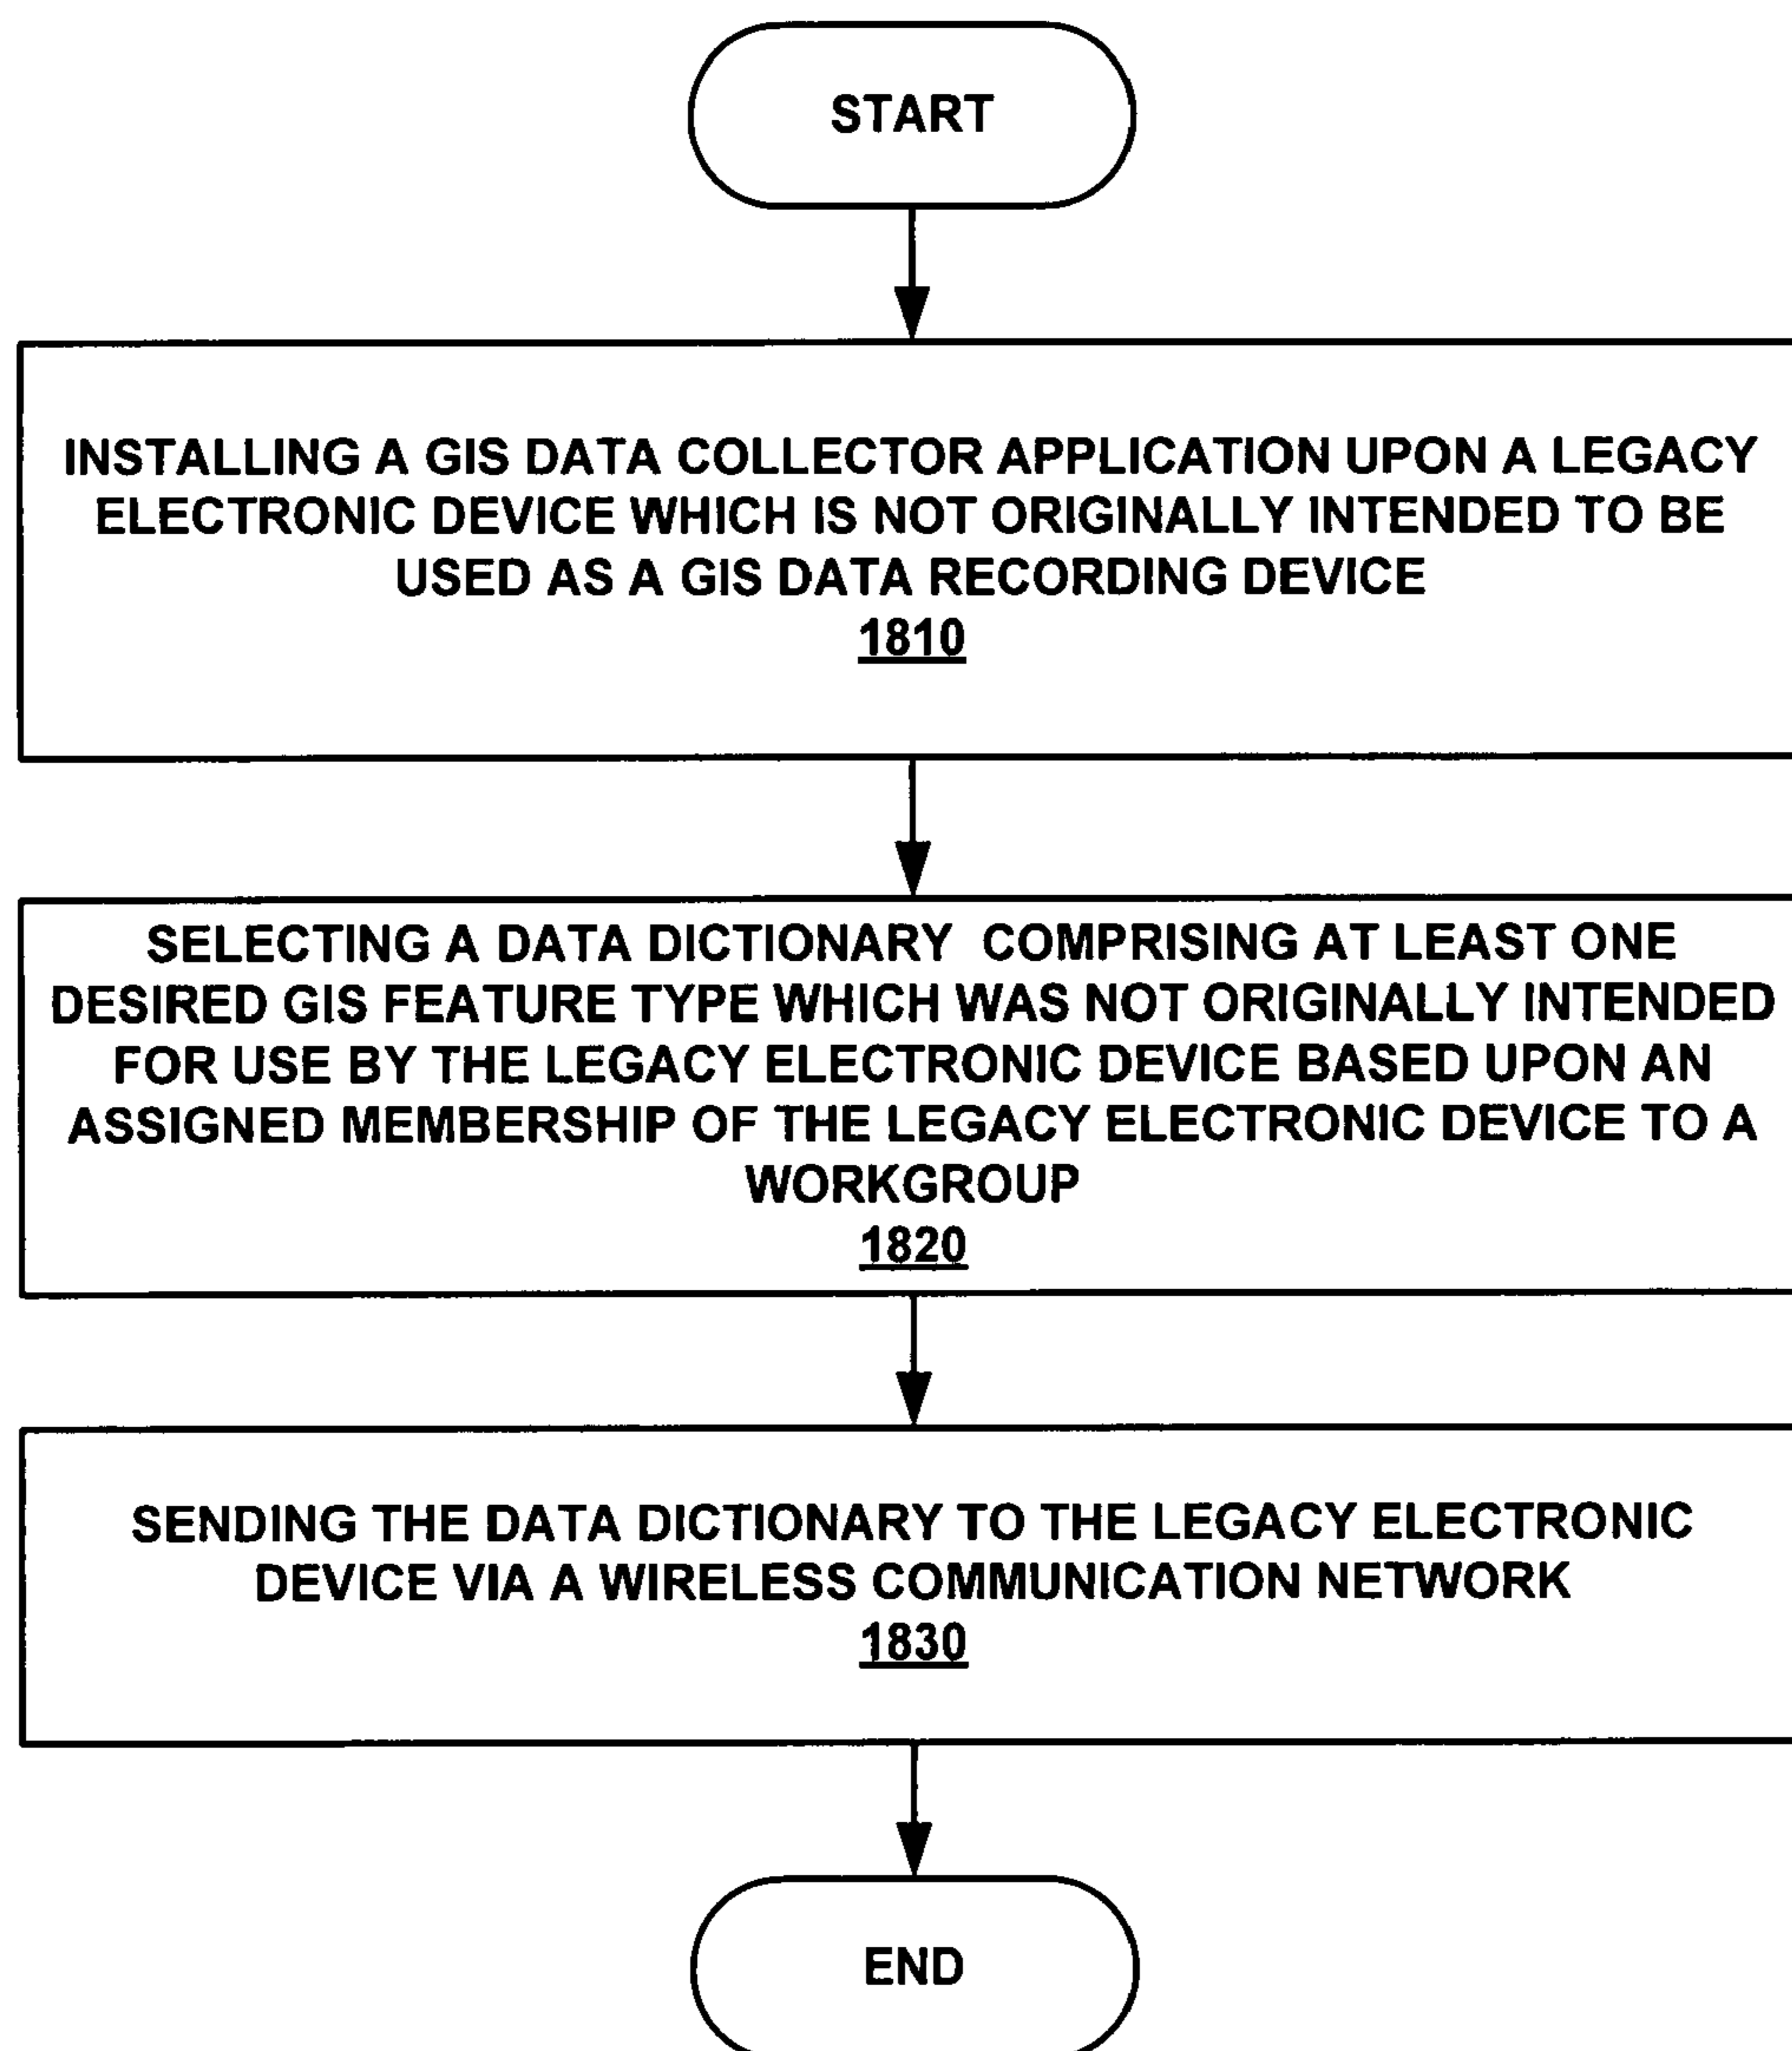 START
INSTALLING A GIS DATA COLLECTOR APPLICATION UPON A LEGACY
ELECTRONIC DEVICE WHICH IS NOT ORIGINALLY INTENDED TO BE
USED AS A GIS DATA RECORDING DEVICE
1810
SELECTING A DATA DICTIONARY COMPRISING AT LEAST ONE
DESIRED GIS FEATURE TYPE WHICH WAS NOT ORIGINALLY INTENDED
FOR USE BY THE LEGACY ELECTRONIC DEVICE BASED UPON AN
ASSIGNED MEMBERSHIP OF THE LEGACY ELECTRONIC DEVICE TO A
WORKGROUP
1820
SENDING THE DATA DICTIONARY TO THE LEGACY ELECTRONIC
DEVICE VIA A WIRELESS COMMUNICATION NETWORK
1830
END